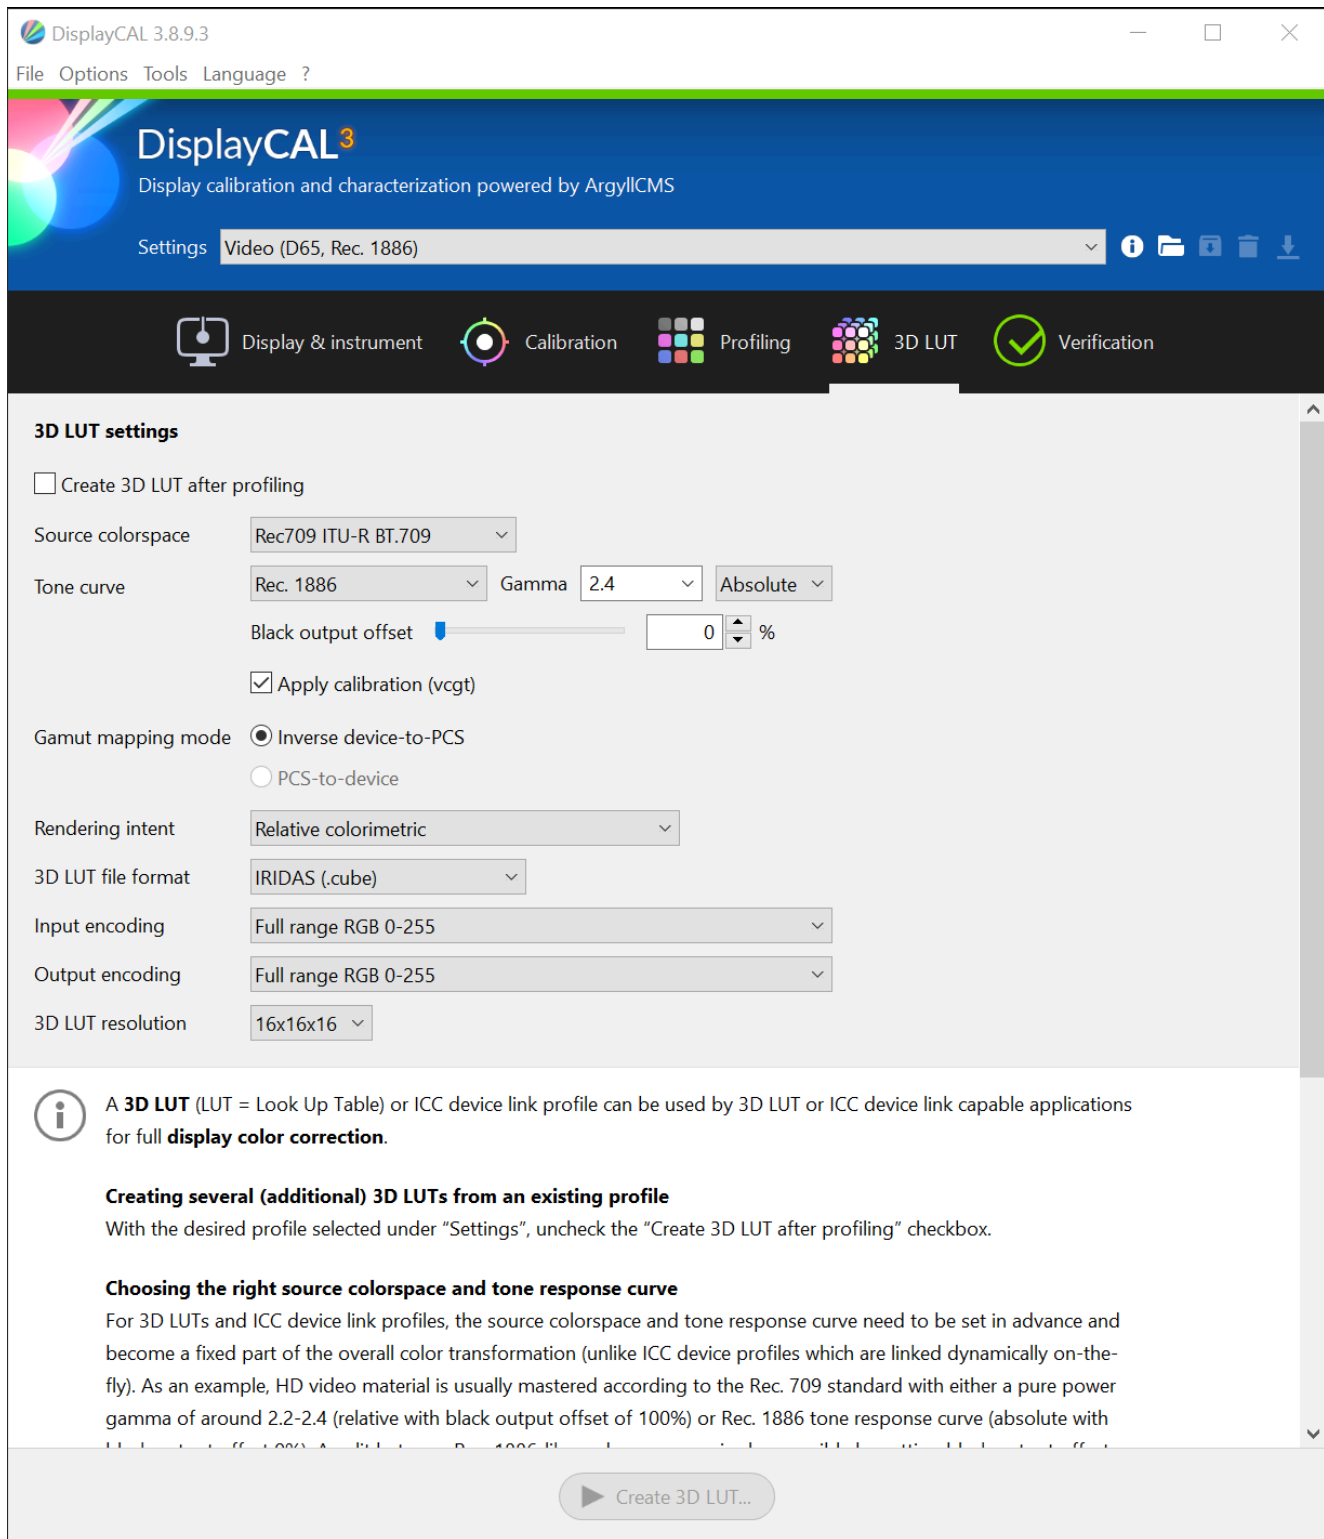 DisplayCAL 3.8.9.3
File Options Tools Language ?
DisplayCAL3
Display calibration and characterization powered by ArgyllCMS
Settings Video (D65, Rec. 1886)
Display & instrument Calibration Profiling 3D LUT Verification
3D LUT settings
Create 3D LUT after profiling
Source colorspace Rec709 ITU-R BT.709
Tone curve Rec. 1886 Gamma 2.4 Absolute
Black output offset 0 %
Apply calibration (vcgt)
Gamut mapping mode Inverse device-to-PCS
PCS-to-device
Rendering intent Relative colorimetric
3D LUT file format IRIDAS (.cube)
Input encoding Full range RGB 0-255
Output encoding Full range RGB 0-255
3D LUT resolution 16x16x16
A 3D LUT (LUT = Look Up Table) or ICC device link profile can be used by 3D LUT or ICC device link capable applications
for full display color correction.
Creating several (additional) 3D LUTs from an existing profile
With the desired profile selected under “Settings”, uncheck the “Create 3D LUT after profiling” checkbox.
Choosing the right source colorspace and tone response curve
For 3D LUTs and ICC device link profiles, the source colorspace and tone response curve need to be set in advance and
become a fixed part of the overall color transformation (unlike ICC device profiles which are linked dynamically on-the-
fly). As an example, HD video material is usually mastered according to the Rec. 709 standard with either a pure power
gamma of around 2.2-2.4 (relative with black output offset of 100%) or Rec. 1886 tone response curve (absolute with
Create 3D LUT...